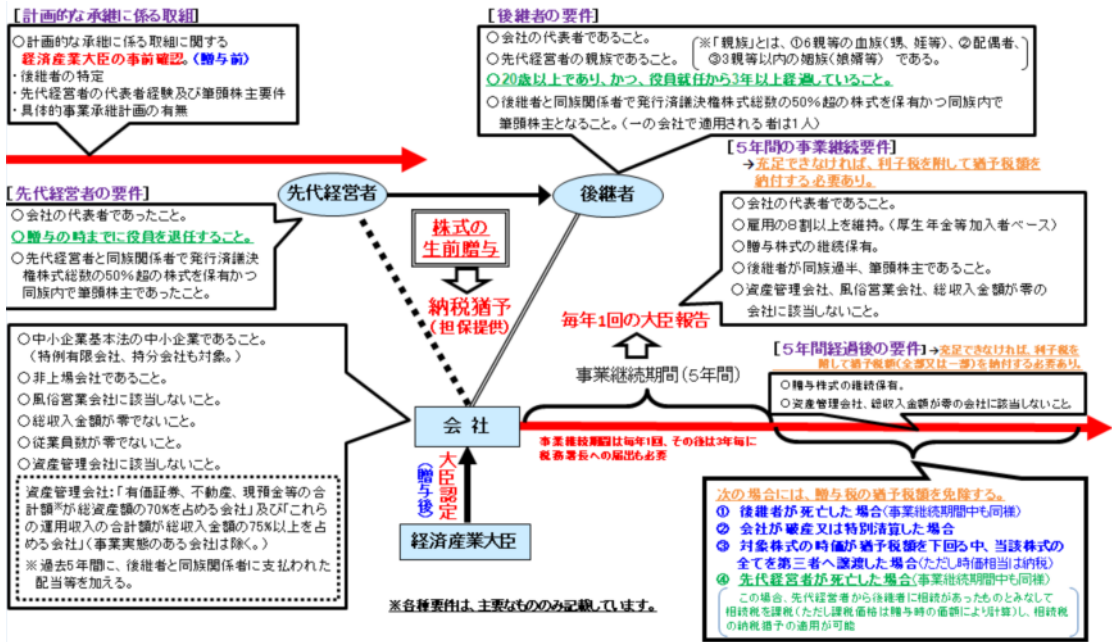 [計画的な承継に係る取組]
○計画的な承継に係る取組に関する
経済産業大臣の事前確認。(贈与前)
・後継者の特定
・先代経営者の代表者経験及び筆頭株主要件
・具体的事業承継計画の有無
[後継者の要件]
○会社の代表者であること。
○先代経営者の親族であること。
※「親族」とは、①6親等の血族(甥、姪等)、②配偶者、
③3親等以内の姻族(娘婿等) である。
○20歳以上であり、かつ、役員就任から3年以上経過していること。
○後継者と同族関係者で発行済議決権株式総数の50%超の株式を保有かつ同族内で
筆頭株主となること。(一の会社で適用される者は1人)
[先代経営者の要件]
○会社の代表者であったこと。
○贈与の時までに役員を退任すること。
○先代経営者と同族関係者で発行済議決
権株式総数の50%超の株式を保有かつ
同族内で筆頭株主であったこと。
先代経営者
後継者
株式の
生前贈与
納税猶予
(担保提供)
[5年間の事業継続要件]
→充足できなければ、利子税を附して猶予税額を
納付する必要あり。
○会社の代表者であること。
○雇用の8割以上を維持。(厚生年金等加入者ベース)
○贈与株式の継続保有。
○後継者が同族過半、筆頭株主であること。
○資産管理会社、風俗営業会社、総収入金額が零の
会社に該当しないこと。
毎年1回の大臣報告
事業継続期間(5年間)
[5年間経過後の要件]→充足できなければ、利子税を
附して猶予税額(全部又は一部)を納付する必要あり。
○贈与株式の継続保有。
○資産管理会社、総収入金額が零の会社に該当しないこと。
○中小企業基本法の中小企業であること。
(特例有限会社、持分会社も対象。)
○非上場会社であること。
○風俗営業会社に該当しないこと。
○総収入金額が零でないこと。
○従業員数が零でないこと。
○資産管理会社に該当しないこと。
資産管理会社:「有価証券、不動産、現預金等の合
計額※が総資産額の70%を占める会社」及び「これら
の運用収入の合計額が総収入金額の75%以上を占
める会社」(事業実態のある会社は除く。)
※過去5年間に、後継者と同族関係者に支払われた
配当等を加える。
会社
事業継続期間は毎年1回、その後は3年毎に
税務署長への届出も必要
大臣認定
(贈与後)
経済産業大臣
次の場合には、贈与税の猶予税額を免除する。
① 後継者が死亡した場合(事業継続期間中も同様)
② 会社が破産又は特別清算した場合
③ 対象株式の時価が猶予税額を下回る中、当該株式の
全てを第三者へ譲渡した場合(ただし時価相当は納税)
④ 先代経営者が死亡した場合(事業継続期間中も同様)
この場合、先代経営者から後継者に相続があったものとみなして
相続税を課税(ただし課税価格は贈与時の価額により計算)し、相続税
の納税猶予の適用が可能
※各種要件は、主要なもののみ記載しています。